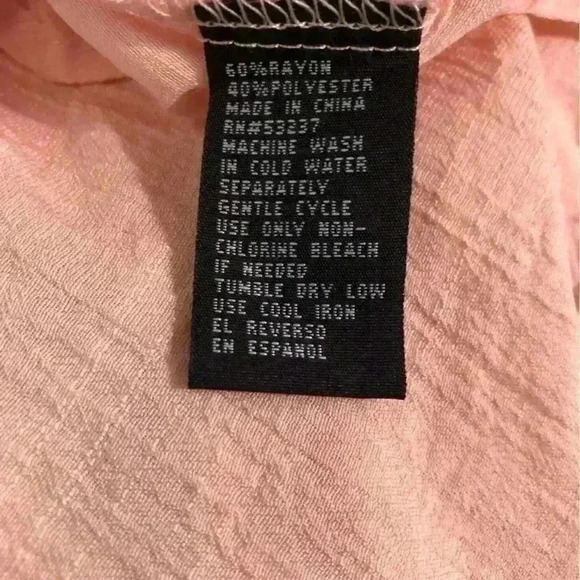 60%RAYON
40%POLYESTER
MADE IN CHINA
RN#53237
MACHINE WASH
IN COLD WATER
SEPARATELY
GENTLE CYCLE
USE ONLY NON-
CHLORINE BLEACH
IF NEEDED
TUMBLE DRY LOW
USE COOL IRON
EL REVERSO
EN ESPANOL